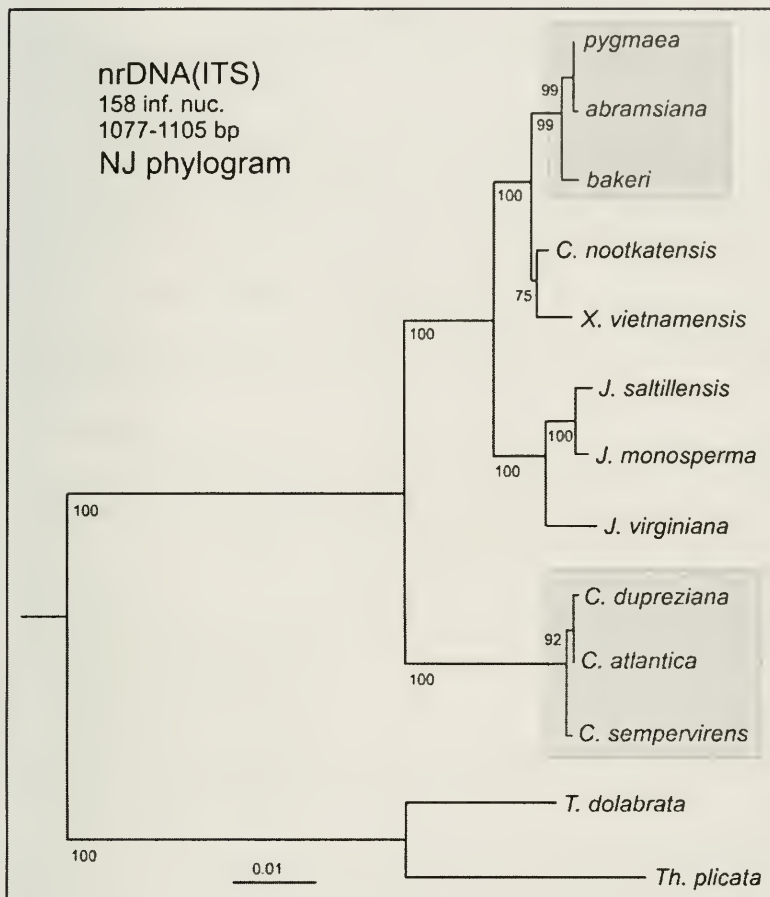 nrDNA(ITS)
158 inf. nuc.
1077-1105 bp
NJ phylogram
pygmaea
99
abramsiana
99
bakeri
100
C. nootkatensis
75
X. vietnamensis
100
J. saltillensis
100
J. monosperma
100
J. virginiana
100
C. dupreziana
92
C. atlantica
100
C. sempervirens
T. dolabrata
100
0.01
Th. plicata